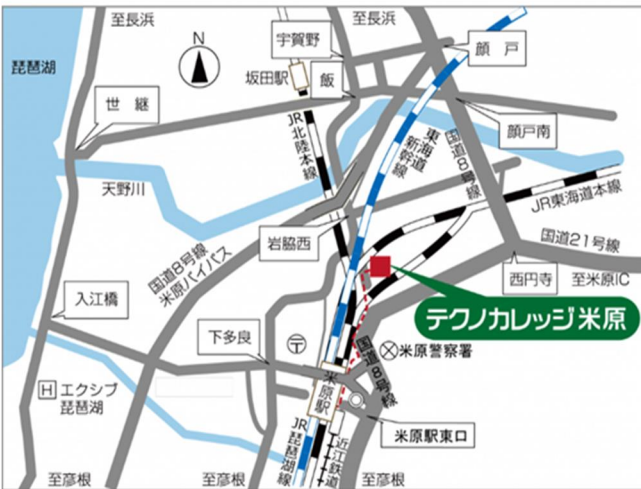 至長浜
至長浜
琵琶湖
N
宇賀野
顔戸
坂田駅
飯
世継
顔戸南
JR北陸本線
東海道新幹線
国道8号線
天野川
JR東海道本線
岩脇西
国道21号線
国道8号線
米原バイパス
西円寺
至米原IC
入江橋
テクノカレッジ米原
下多良
〒
米原警察署
国道8号線
米原駅
H エクシブ
琵琶湖
米原駅東口
JR琵琶湖線
近江鉄道
至彦根
至彦根
至彦根